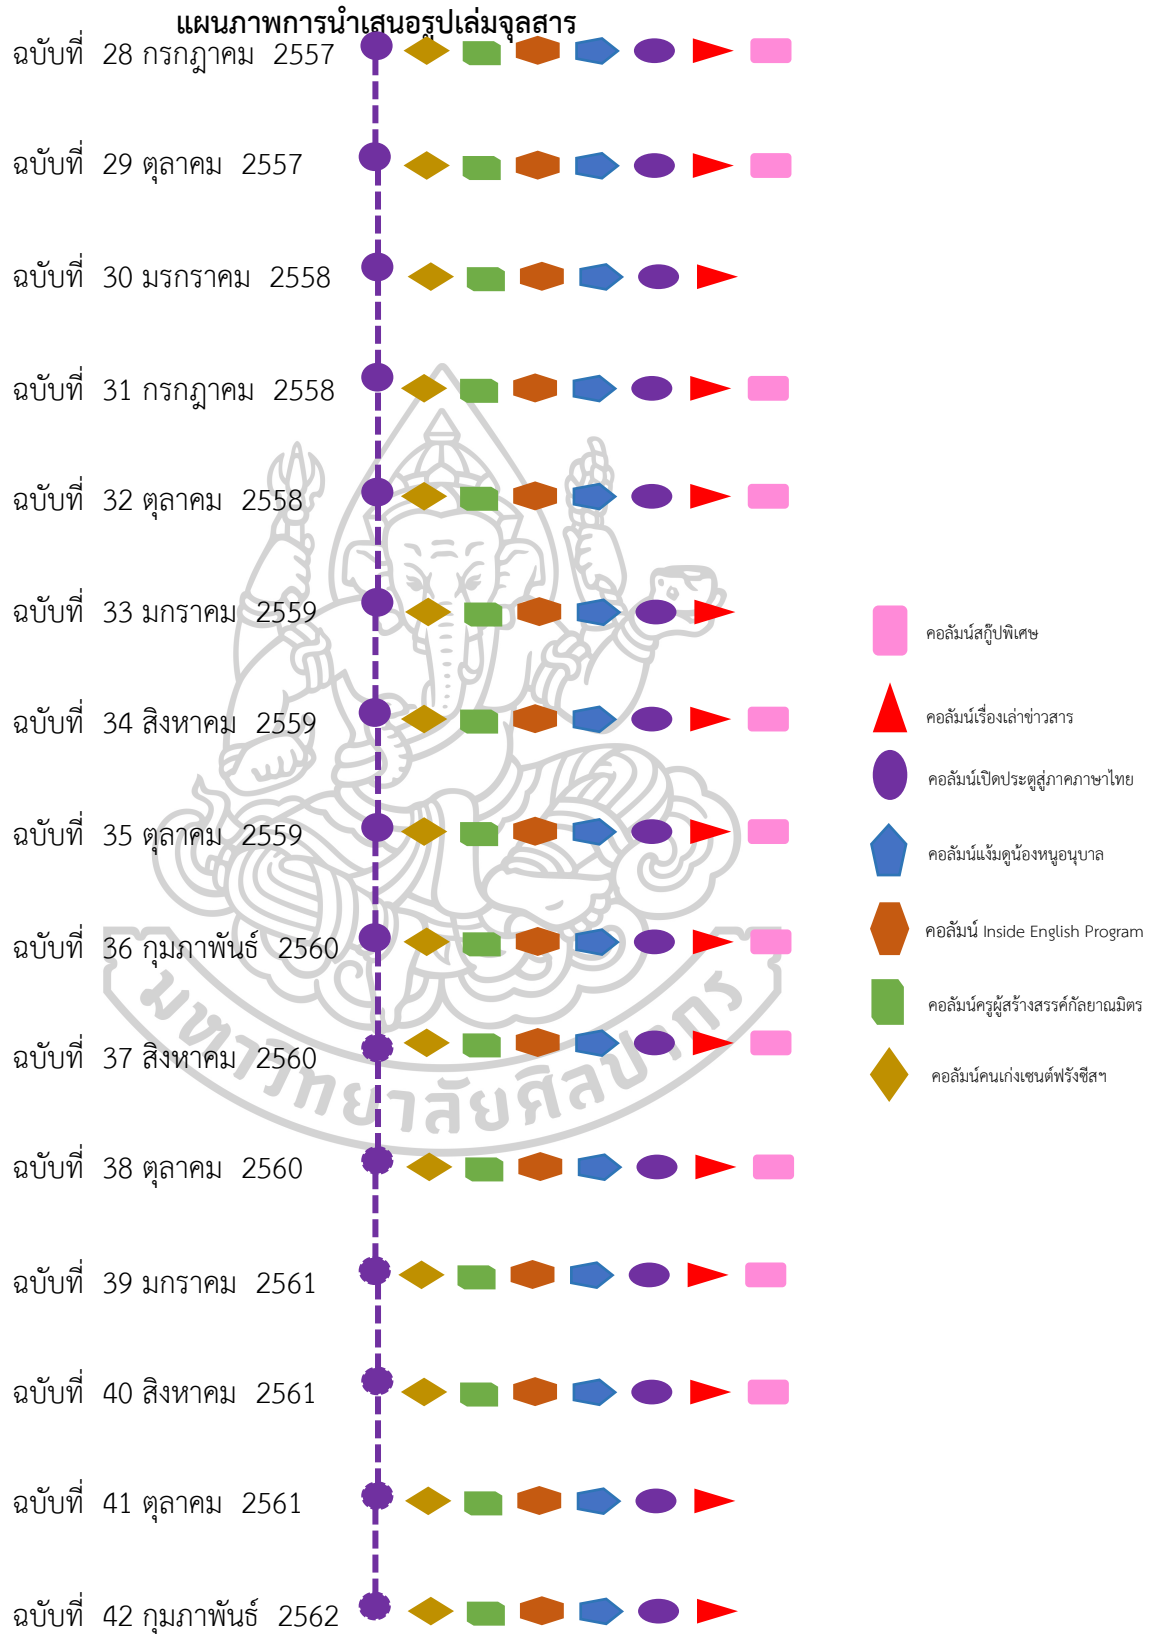 แผนภาพการนำเสนอรูปเล่มจุลสาร
ฉบับที่ 28 กรกฎาคม 2557
ฉบับที่ 29 ตุลาคม 2557
ฉบับที่ 30 มรกราคม 2558
ฉบับที่ 31 กรกฎาคม 2558
ฉบับที่ 32 ตุลาคม 2558
ฉบับที่ 33 มกราคม 2559
ฉบับที่ 34 สิงหาคม 2559
ฉบับที่ 35 ตุลาคม 2559
ฉบับที่ 36 กุมภาพันธ์ 2560
ฉบับที่ 37 สิงหาคม 2560
ฉบับที่ 38 ตุลาคม 2560
ฉบับที่ 39 มกราคม 2561
ฉบับที่ 40 สิงหาคม 2561
ฉบับที่ 41 ตุลาคม 2561
ฉบับที่ 42 กุมภาพันธ์ 2562
คอลัมน์สกู๊ปพิเศษ
คอลัมน์เรื่องเล่าข่าวสาร
คอลัมน์เปิดประตูสู่ภาคภาษาไทย
คอลัมน์แง้มดูน้องหนูอนุบาล
คอลัมน์ Inside English Program
คอลัมน์ครูผู้สร้างสรรค์กัลยาณมิตร
คอลัมน์คนเก่งเซนต์ฟรังซีสฯ
มหาวิทยาลัยศิลปากร